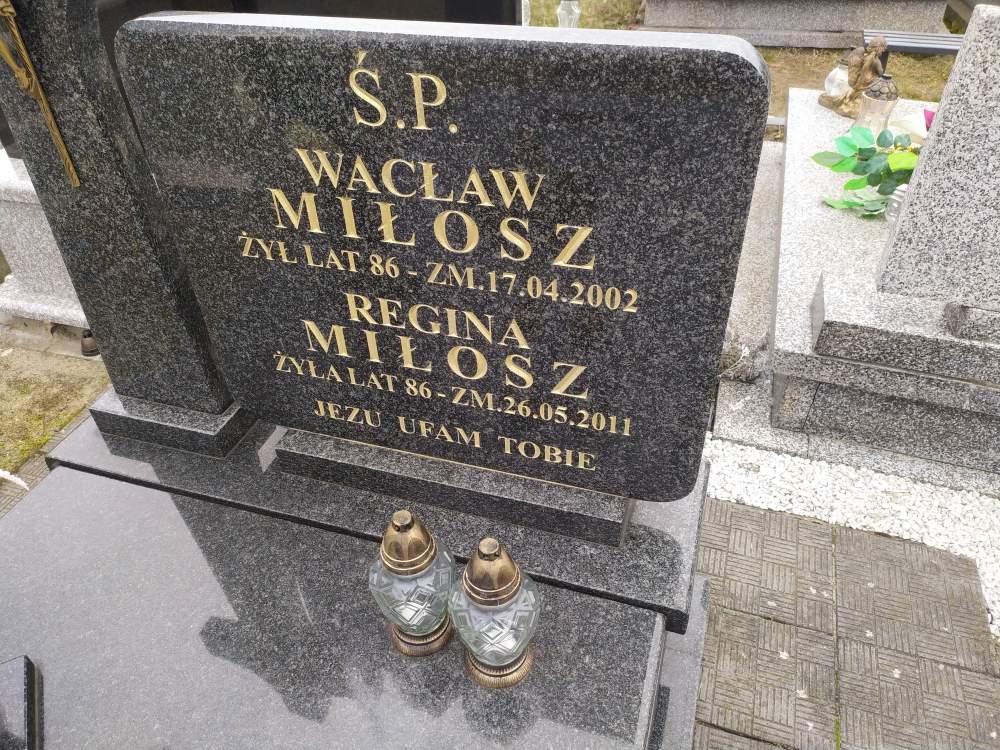 Ś.P.
WACŁAW
MIŁOSZ
ŻYŁ LAT 86 - ZM.17.04.2002
REGINA
MIŁOSZ
ŻYŁA LAT 86 - ZM.26.05.2011
JEZU UFAM TOBIE